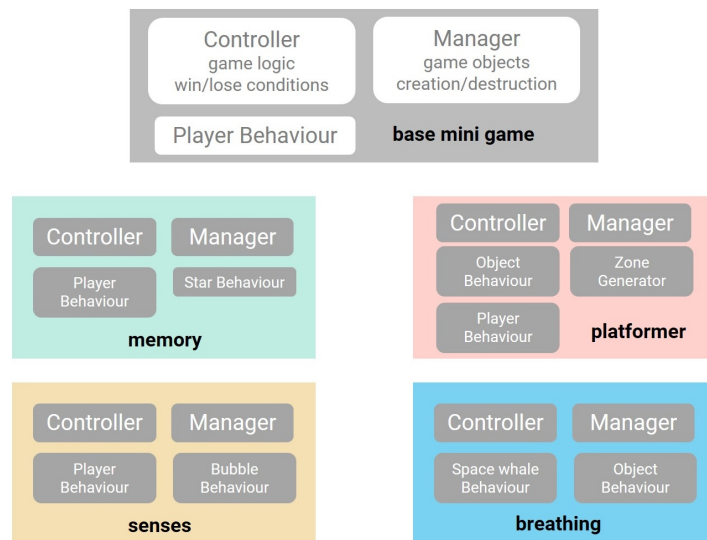 Controller
game logic
win/lose conditions
Manager
game objects
creation/destruction
Player Behaviour
base mini game
Controller
Manager
Player
Behaviour
Star Behaviour
memory
Controller
Manager
Object
Behaviour
Zone
Generator
Player
Behaviour
platformer
Controller
Manager
Player
Behaviour
Bubble
Behaviour
senses
Controller
Manager
Space whale
Behaviour
Object
Behaviour
breathing